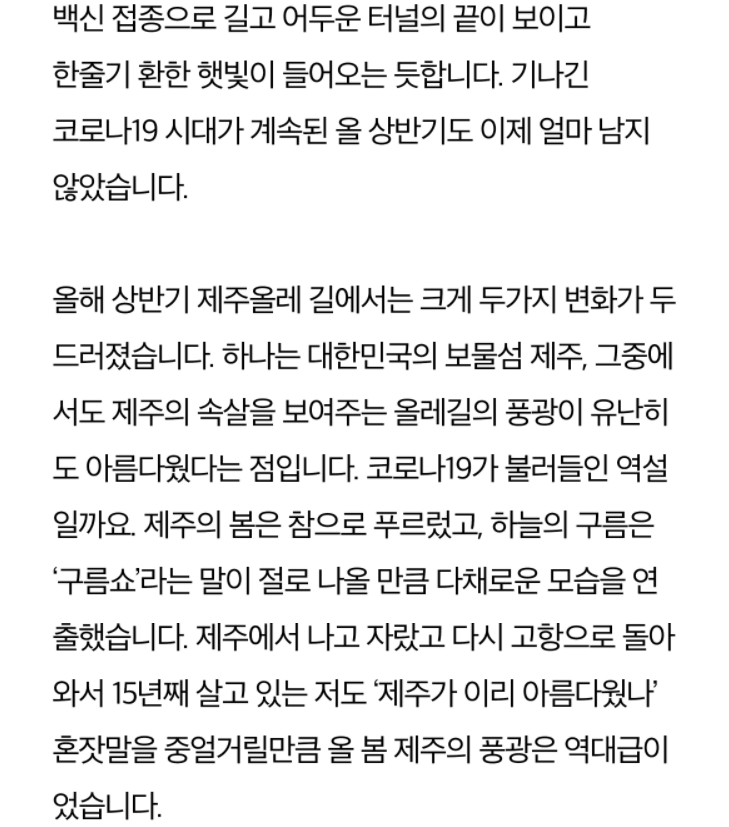 백신 접종으로 길고 어두운 터널의 끝이 보이고
한줄기 환한 햇빛이 들어오는 듯합니다. 기나긴
코로나19 시대가 계속된 올 상반기도 이제 얼마 남지
않았습니다.
올해 상반기 제주올레 길에서는 크게 두가지 변화가 두
드러졌습니다. 하나는 대한민국의 보물섬 제주, 그중에
서도 제주의 속살을 보여주는 올레길의 풍광이 유난히
도 아름다웠다는 점입니다. 코로나19가 불러들인 역설
일까요. 제주의 봄은 참으로 푸르렀고, 하늘의 구름은
‘구름쇼’라는 말이 절로 나올 만큼 다채로운 모습을 연
출했습니다. 제주에서 나고 자랐고 다시 고향으로 돌아
와서 15년째 살고 있는 저도 ‘제주가 이리 아름다웠나’
혼잣말을 중얼거릴만큼 올 봄 제주의 풍광은 역대급이
었습니다.